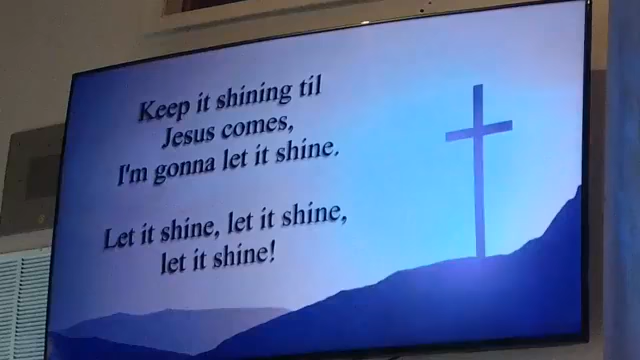 Keep it shining til
Jesus comes,
I'm gonna let it shine.
Let it shine, let it shine,
let it shine!